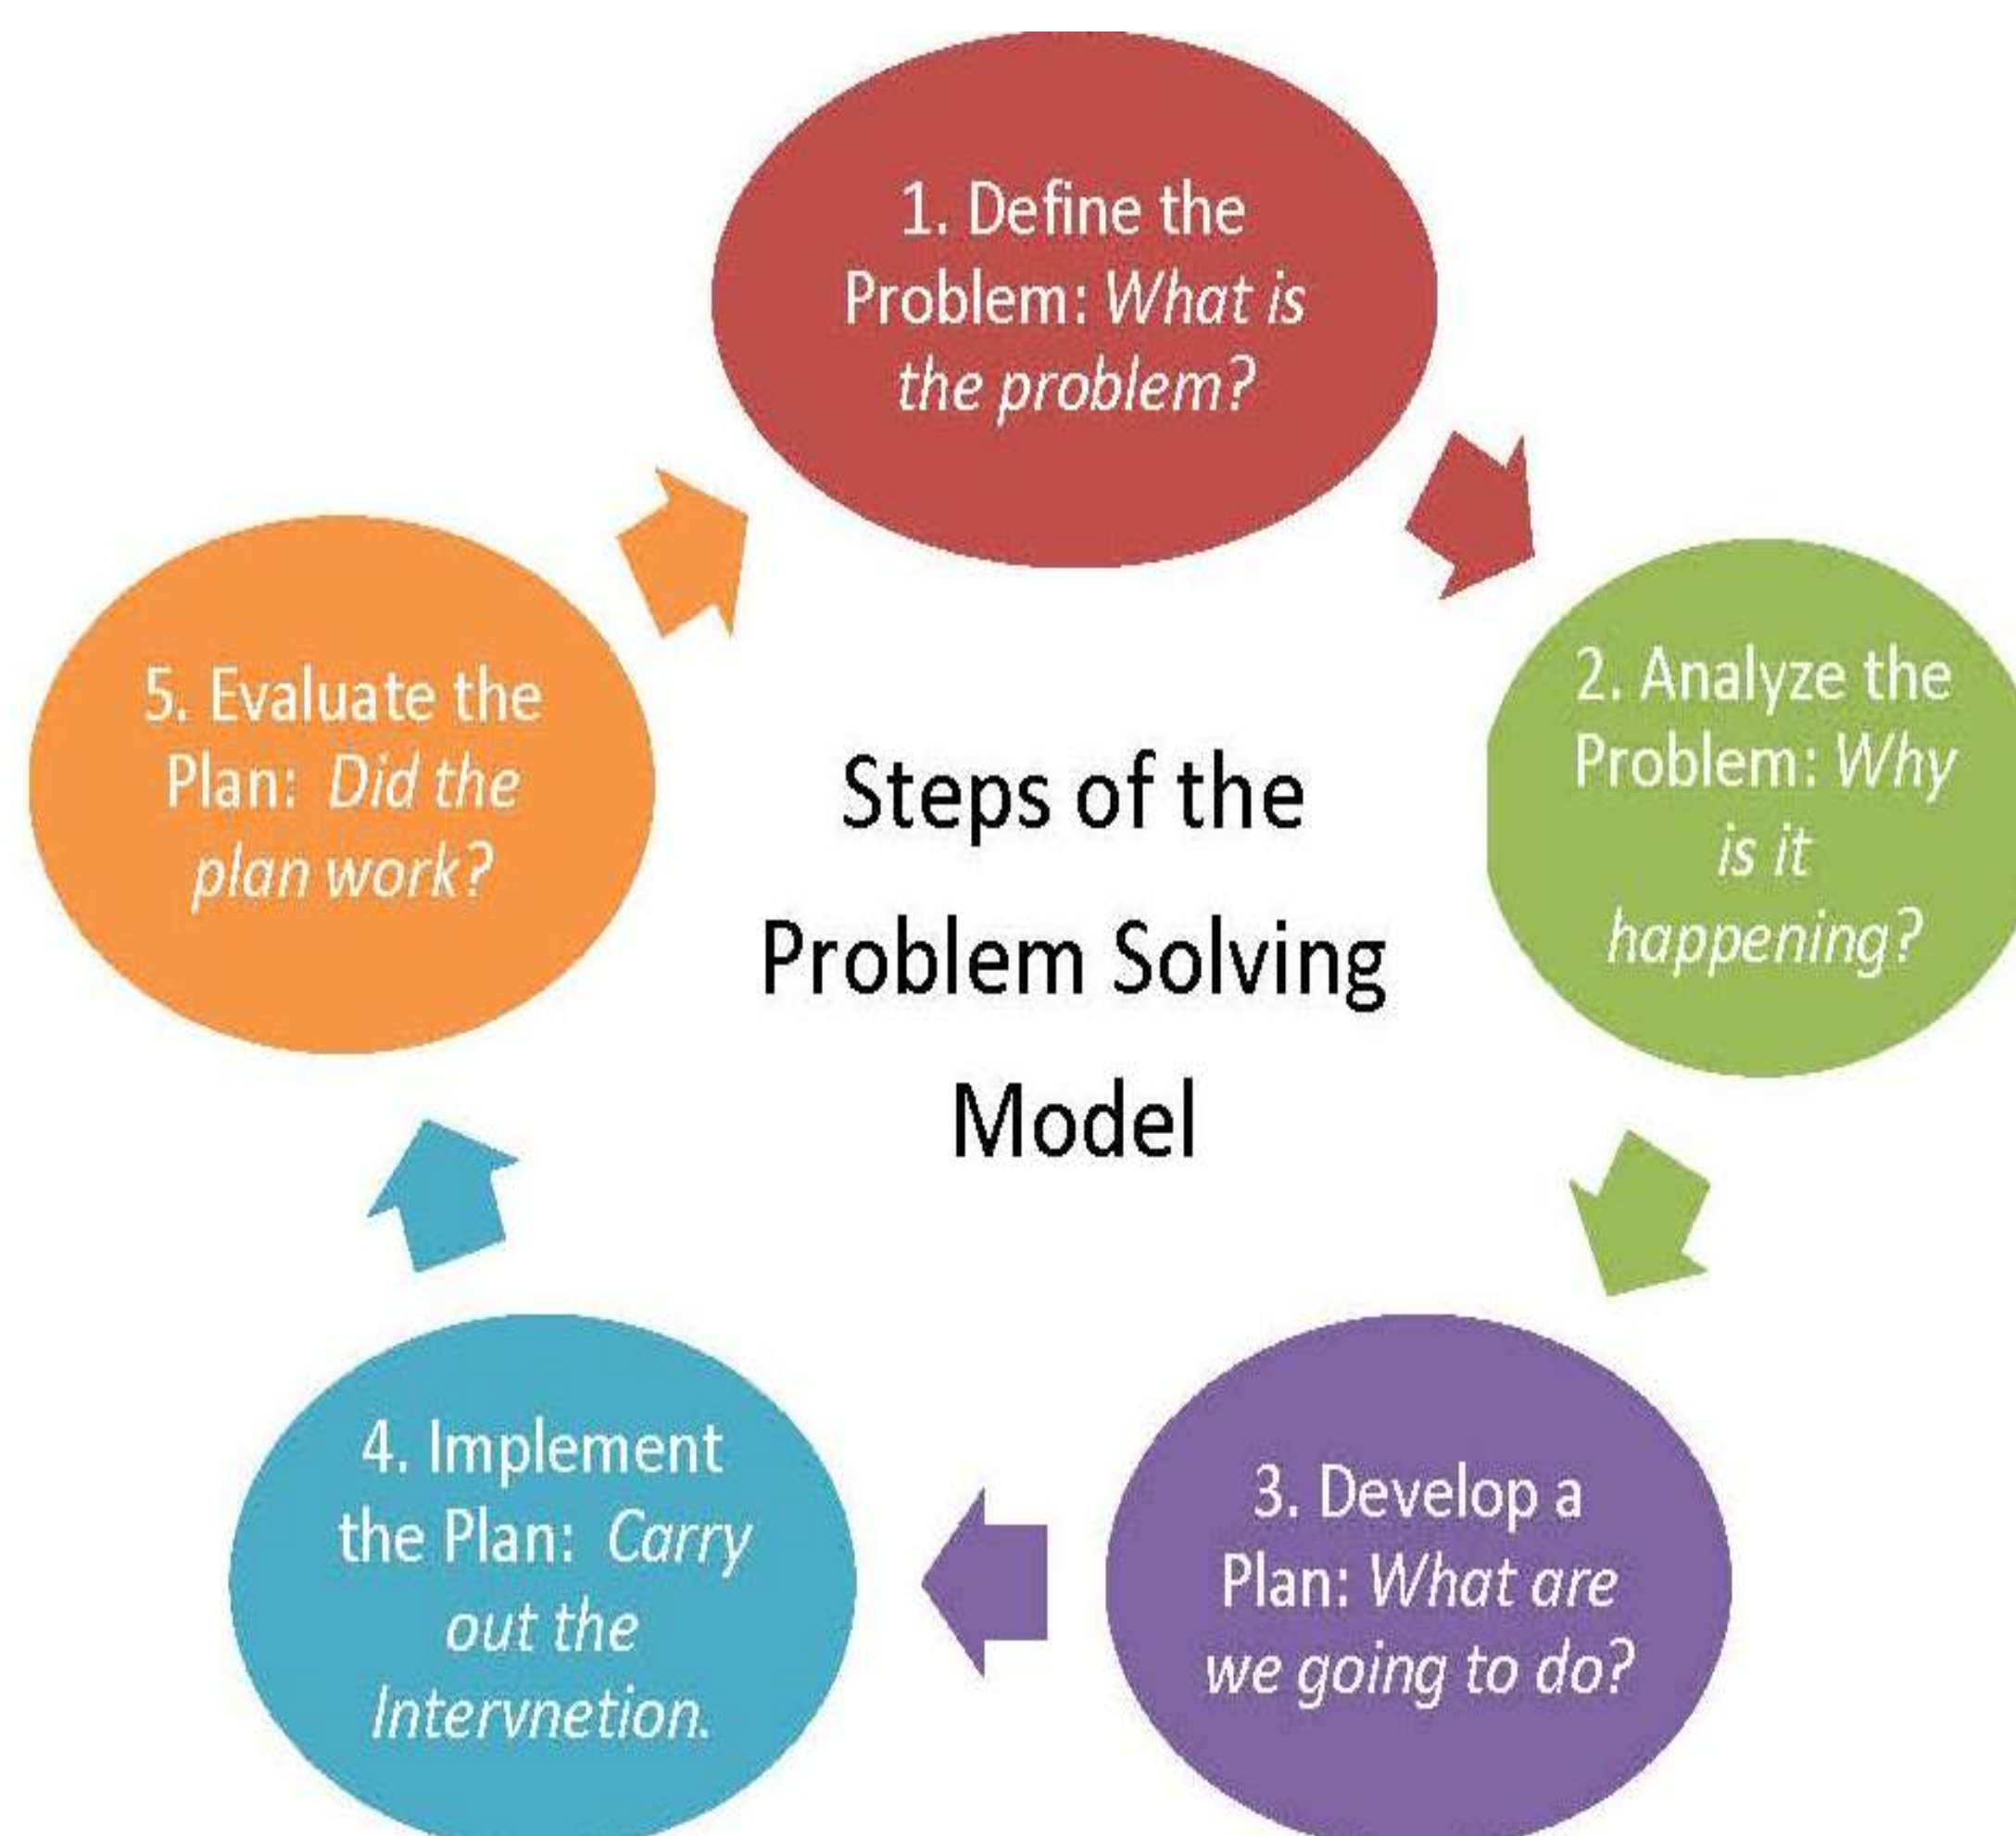 1. Define the
Problem: What is
the problem?
2. Analyze the
Problem: Why
is it
happening?
3. Develop a
Plan: What are
we going to do?
4. Implement
the Plan: Carry
out the
Intervnetion.
5. Evaluate the
Plan: Did the
plan work?
Steps of the
Problem Solving
Model